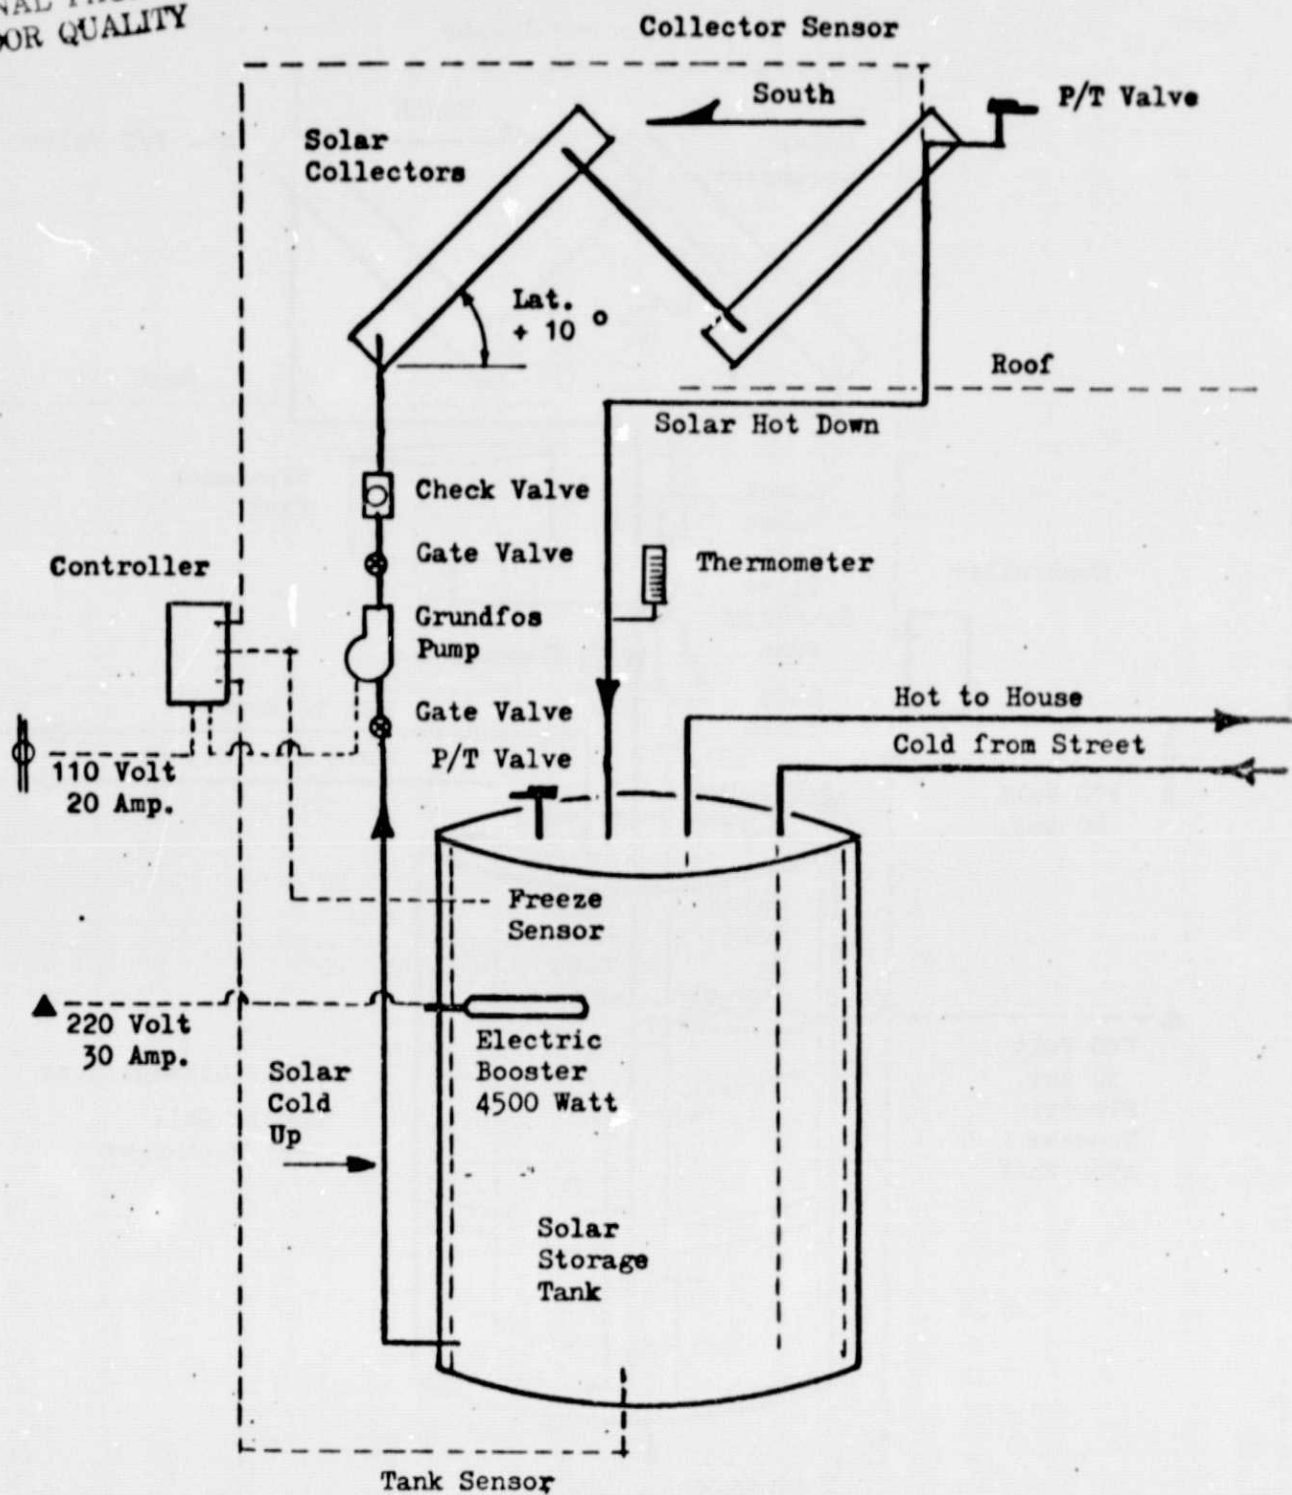 OOR QUALITY
Collector Sensor
South
P/T Valve
Solar
Collectors
Lat.
+ 10 °
Roof
Solar Hot Down
Check Valve
Gate Valve
Thermometer
Controller
Grundfos
Pump
Hot to House
Gate Valve
Cold from Street
P/T Valve
110 Volt
20 Amp.
Freeze
Sensor
220 Volt
30 Amp.
Electric
Booster
4500 Watt
Solar
Cold
Up
Solar
Storage
Tank
Tank Sensor